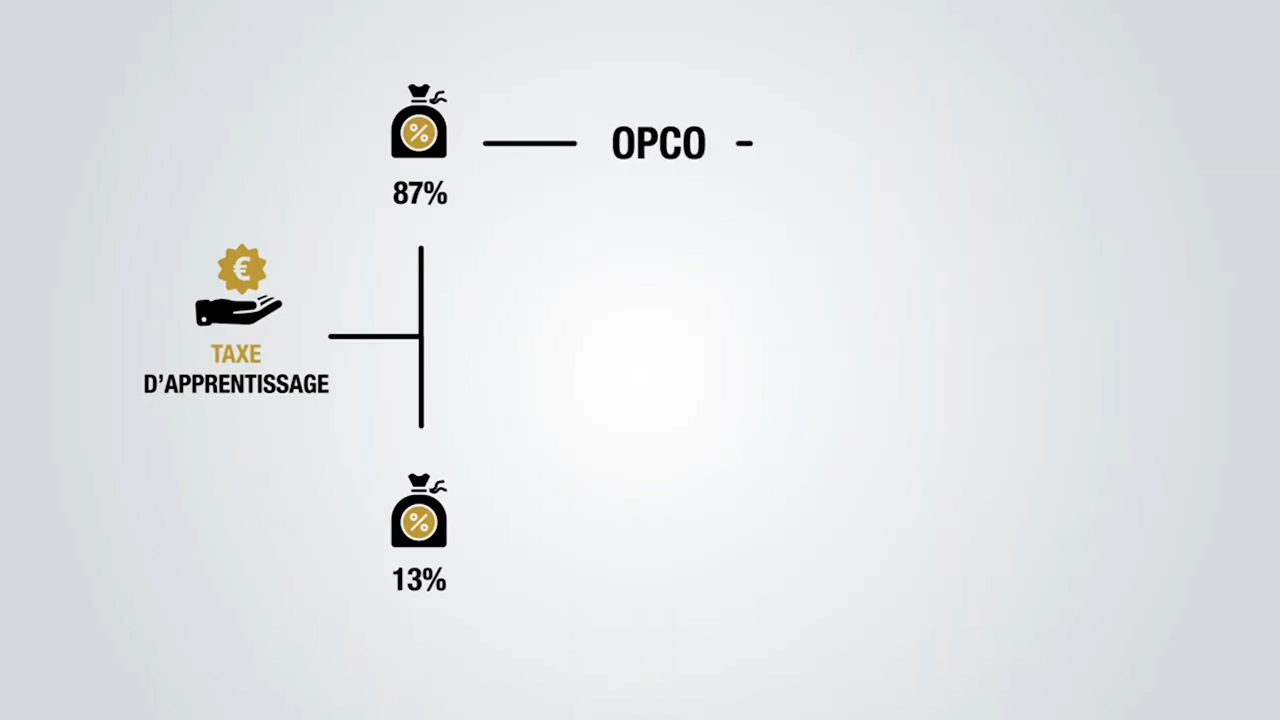 %
87%
OPCO
€
TAXE
D’APPRENTISSAGE
%
13%